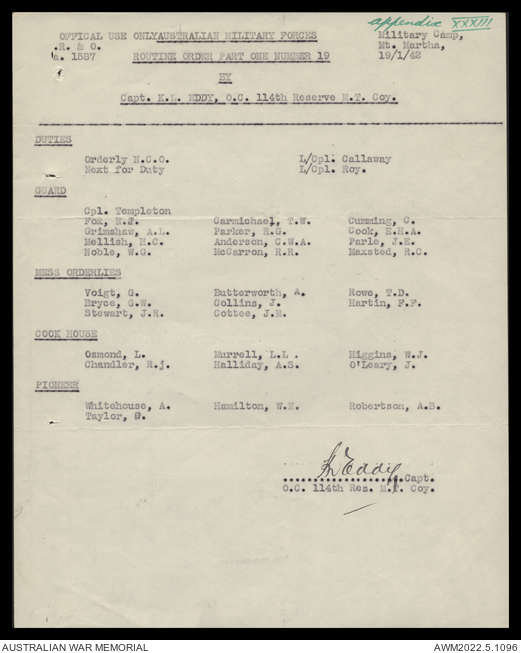 appendix XXXIII
OFFICAL USE ONLY AUSTRALIAN MILITARY FORCES Military Camp,
.R. & O. Mt. Martha,
a. 1587 ROUTINE ORDER PART ONE NUMBER 19 19/1/42
BY
Capt. K.L. EDDY, O.C. 114th Reserve M.T. Coy.
DUTIES
Orderly N.C.O. L/Cpl. Callaway
Next for Duty L/Cpl. Roy.
GUARD
Cpl. Templeton
Fox, N.J. Carmichael, T.W. Cumming, C.
Grimshaw, A.L. Parker, R.G. Cook, E.H.A.
Mellish, H.C. Anderson, C.W.A. Parle, J.E.
Noble, W.G. McCarron, R.R. Maxsted, R.C.
MESS ORDERLIES
Voigt, G. Butterworth, A. Rowe, T.D.
Bryce, G.W. Collins, J. Hartin, F.F.
Stewart, J.R. Cottee, J.M.
COOK HOUSE
Osmond, L. Murrell, L.L. Higgins, W.J.
Chandler, R.j. Halliday, A.S. O'Leary, J.
PIONEER
Whitehouse, A. Hamilton, W.N. Robertson, A.B.
Taylor,
Eddy
Capt.
O.C. 114th Res. M.T. Coy.
AUSTRALIAN WAR MEMORIAL AWM2022.5.1096